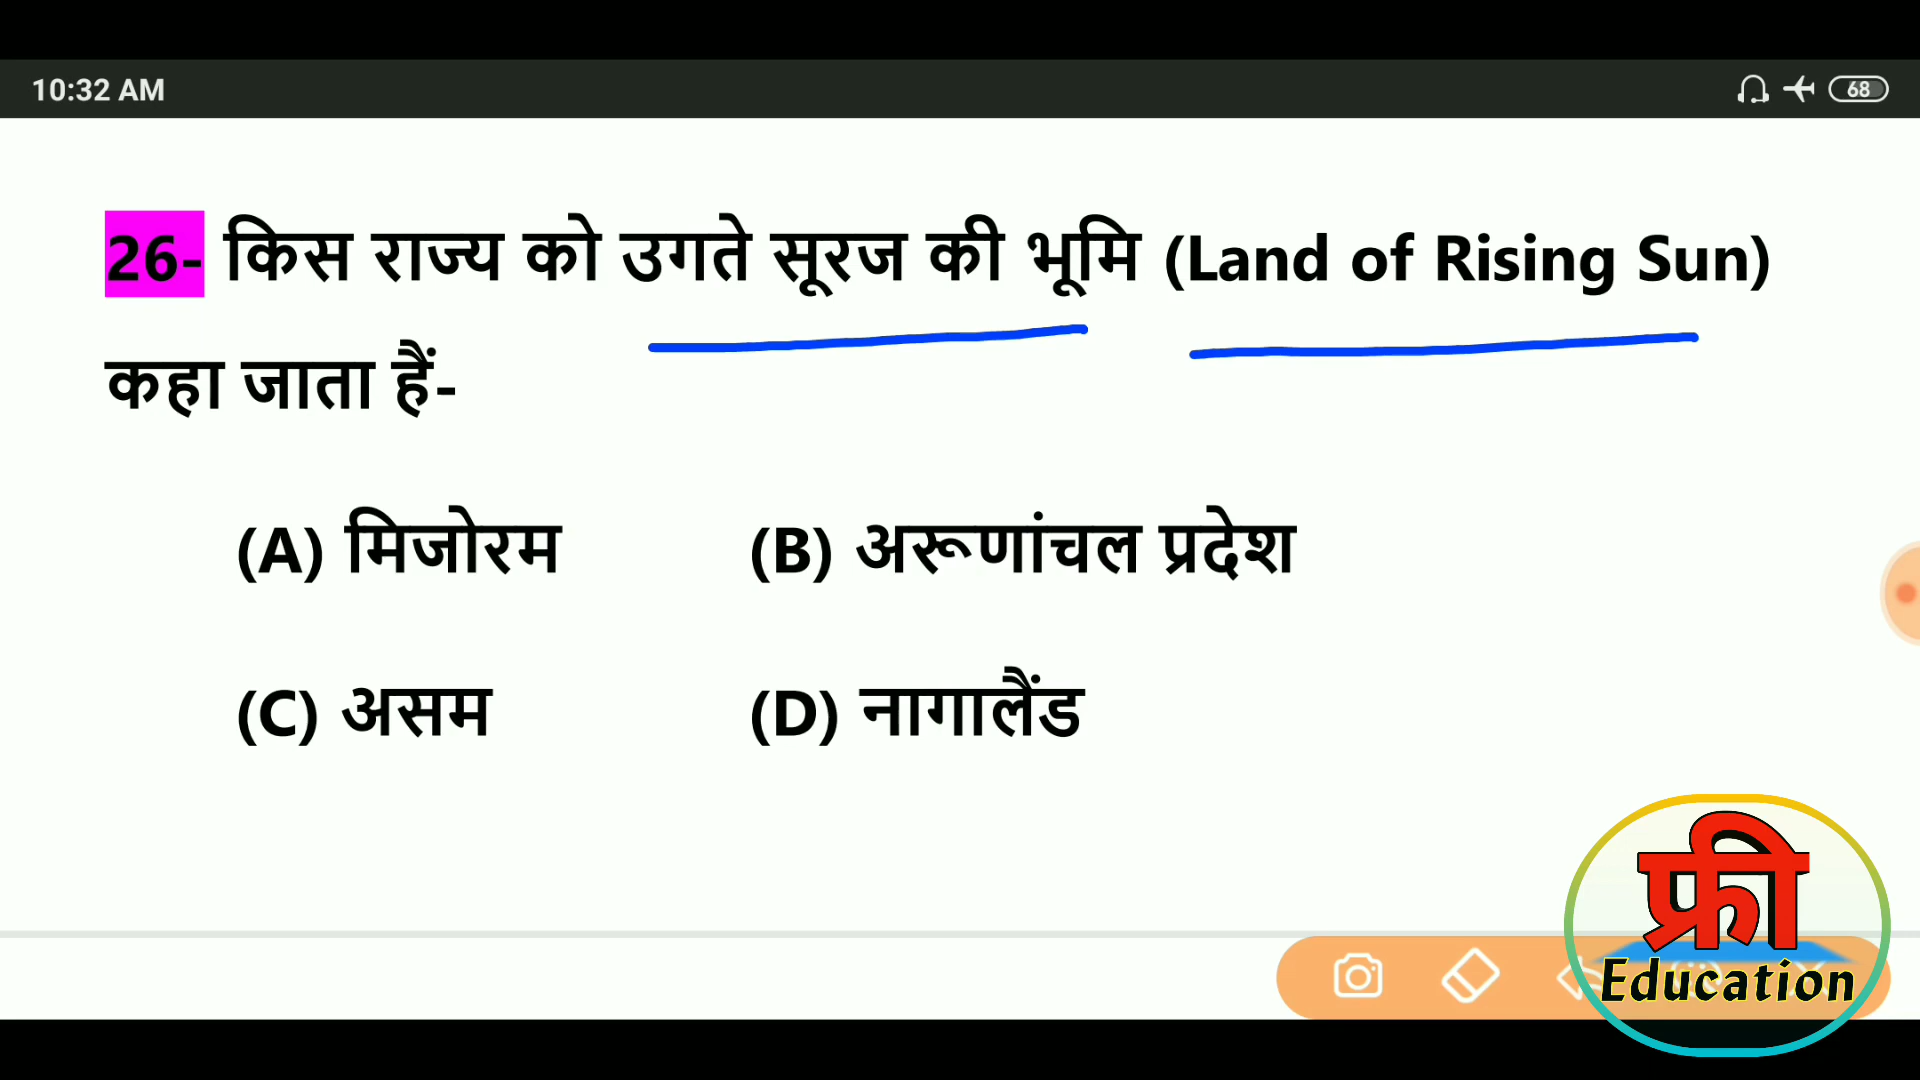 10:32 AM
68
26- किस राज्य को उगते सूरज की भूमि (Land of Rising Sun)
कहा जाता हैं-
(A) मिजोरम (B) अरूणांचल प्रदेश
(C) असम (D) नागालैंड
फ्री
Education